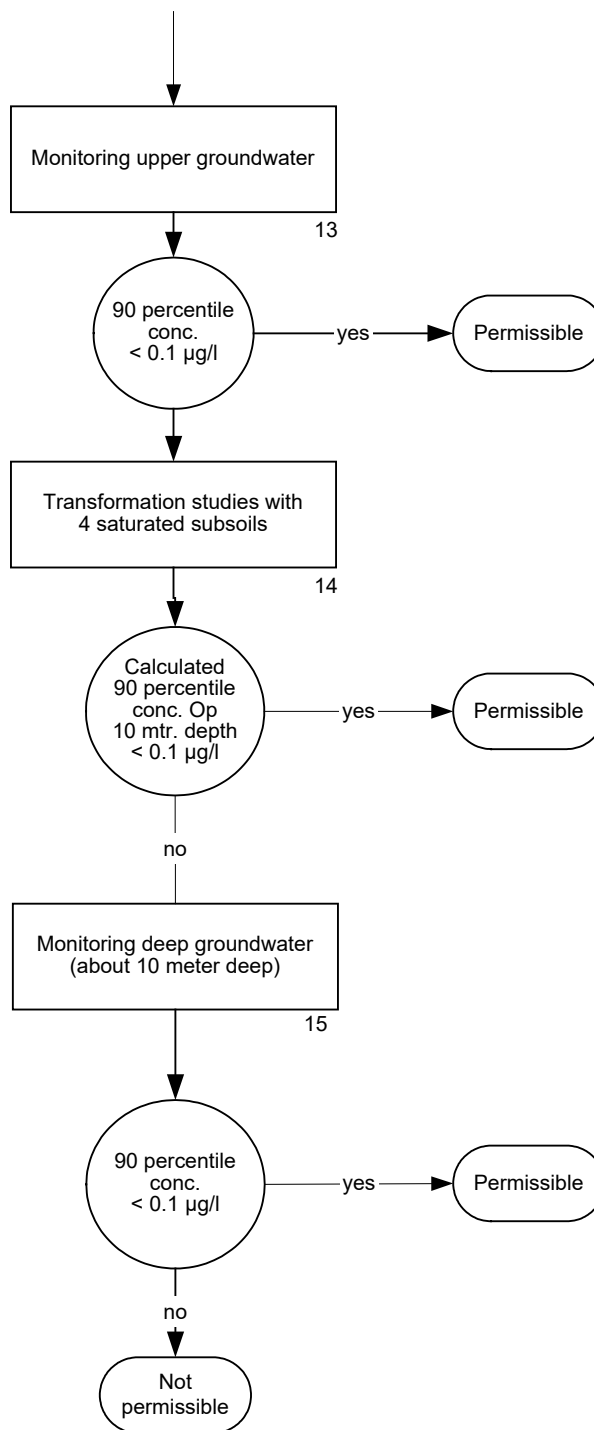 Monitoring upper groundwater
13
90 percentile
conc.
< 0.1 µg/l
yes
Permissible
Transformation studies with
4 saturated subsoils
14
Calculated
90 percentile
conc. Op
10 mtr. depth
< 0.1 µg/l
yes
Permissible
no
Monitoring deep groundwater
(about 10 meter deep)
15
90 percentile
conc.
< 0.1 µg/l
yes
Permissible
no
Not
permissible